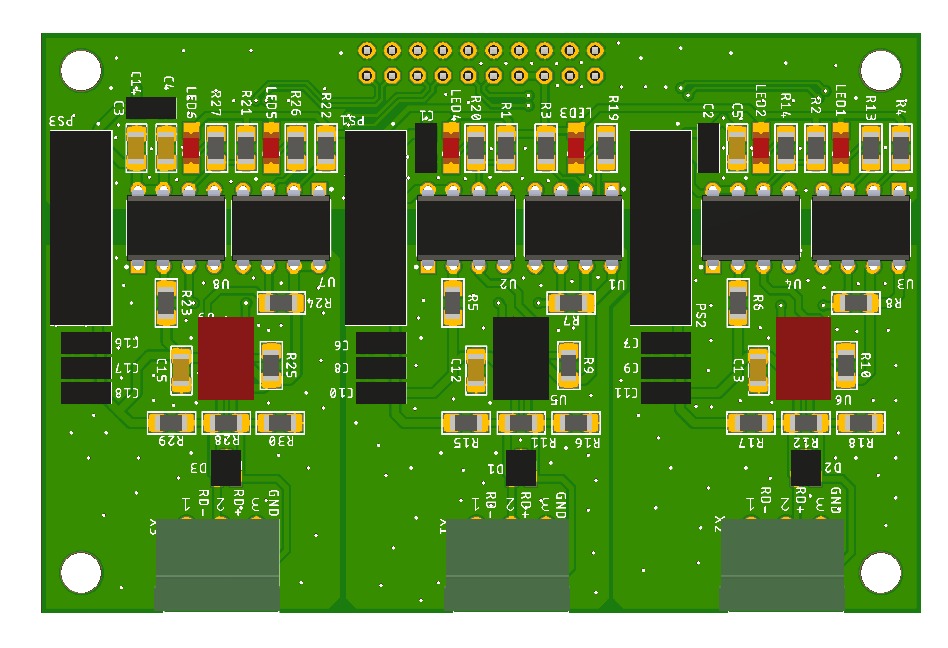 C14
C4
C3
LED6
R27
R21
LED5
R26
R22
PS3
PS1
C1
LED4
R20
R1
R3
LED3
R19
C2
C5
LED2
R14
R2
LED1
R13
R4
U8
U7
U2
U1
U4
U3
R23
R24
R5
R7
R6
R8
PS2
C16
C17
C18
C15
R25
C6
C8
C10
C12
R9
U5
C7
C9
C11
C13
R10
U6
R29
R28
R30
R15
R11
R16
R17
R12
R18
D3
D1
D2
1
RD-
2
RD+
3
GND
1
RD-
2
RD+
3
GND
1
RD-
2
RD+
3
GND